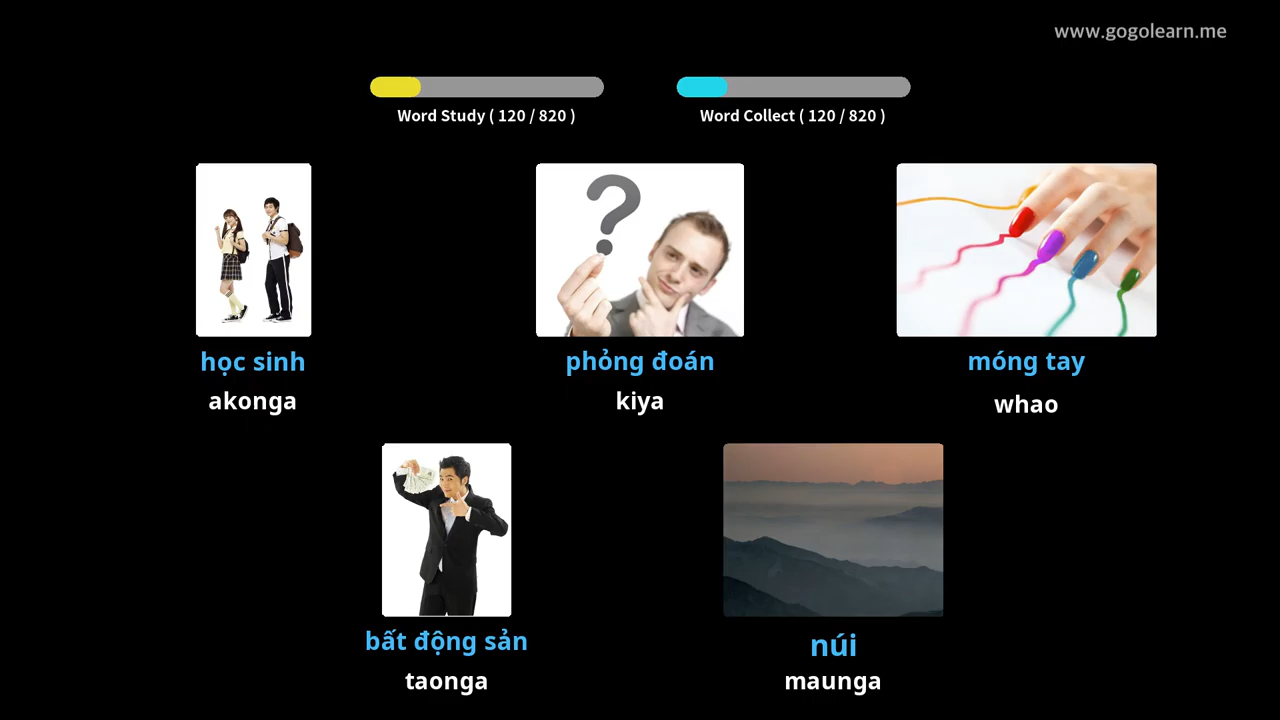 www.gogolearn.me
Word Study ( 120 / 820 )
Word Collect ( 120 / 820 )
học sinh
akonga
phỏng đoán
kiya
móng tay
whao
bất động sản
taonga
núi
maunga